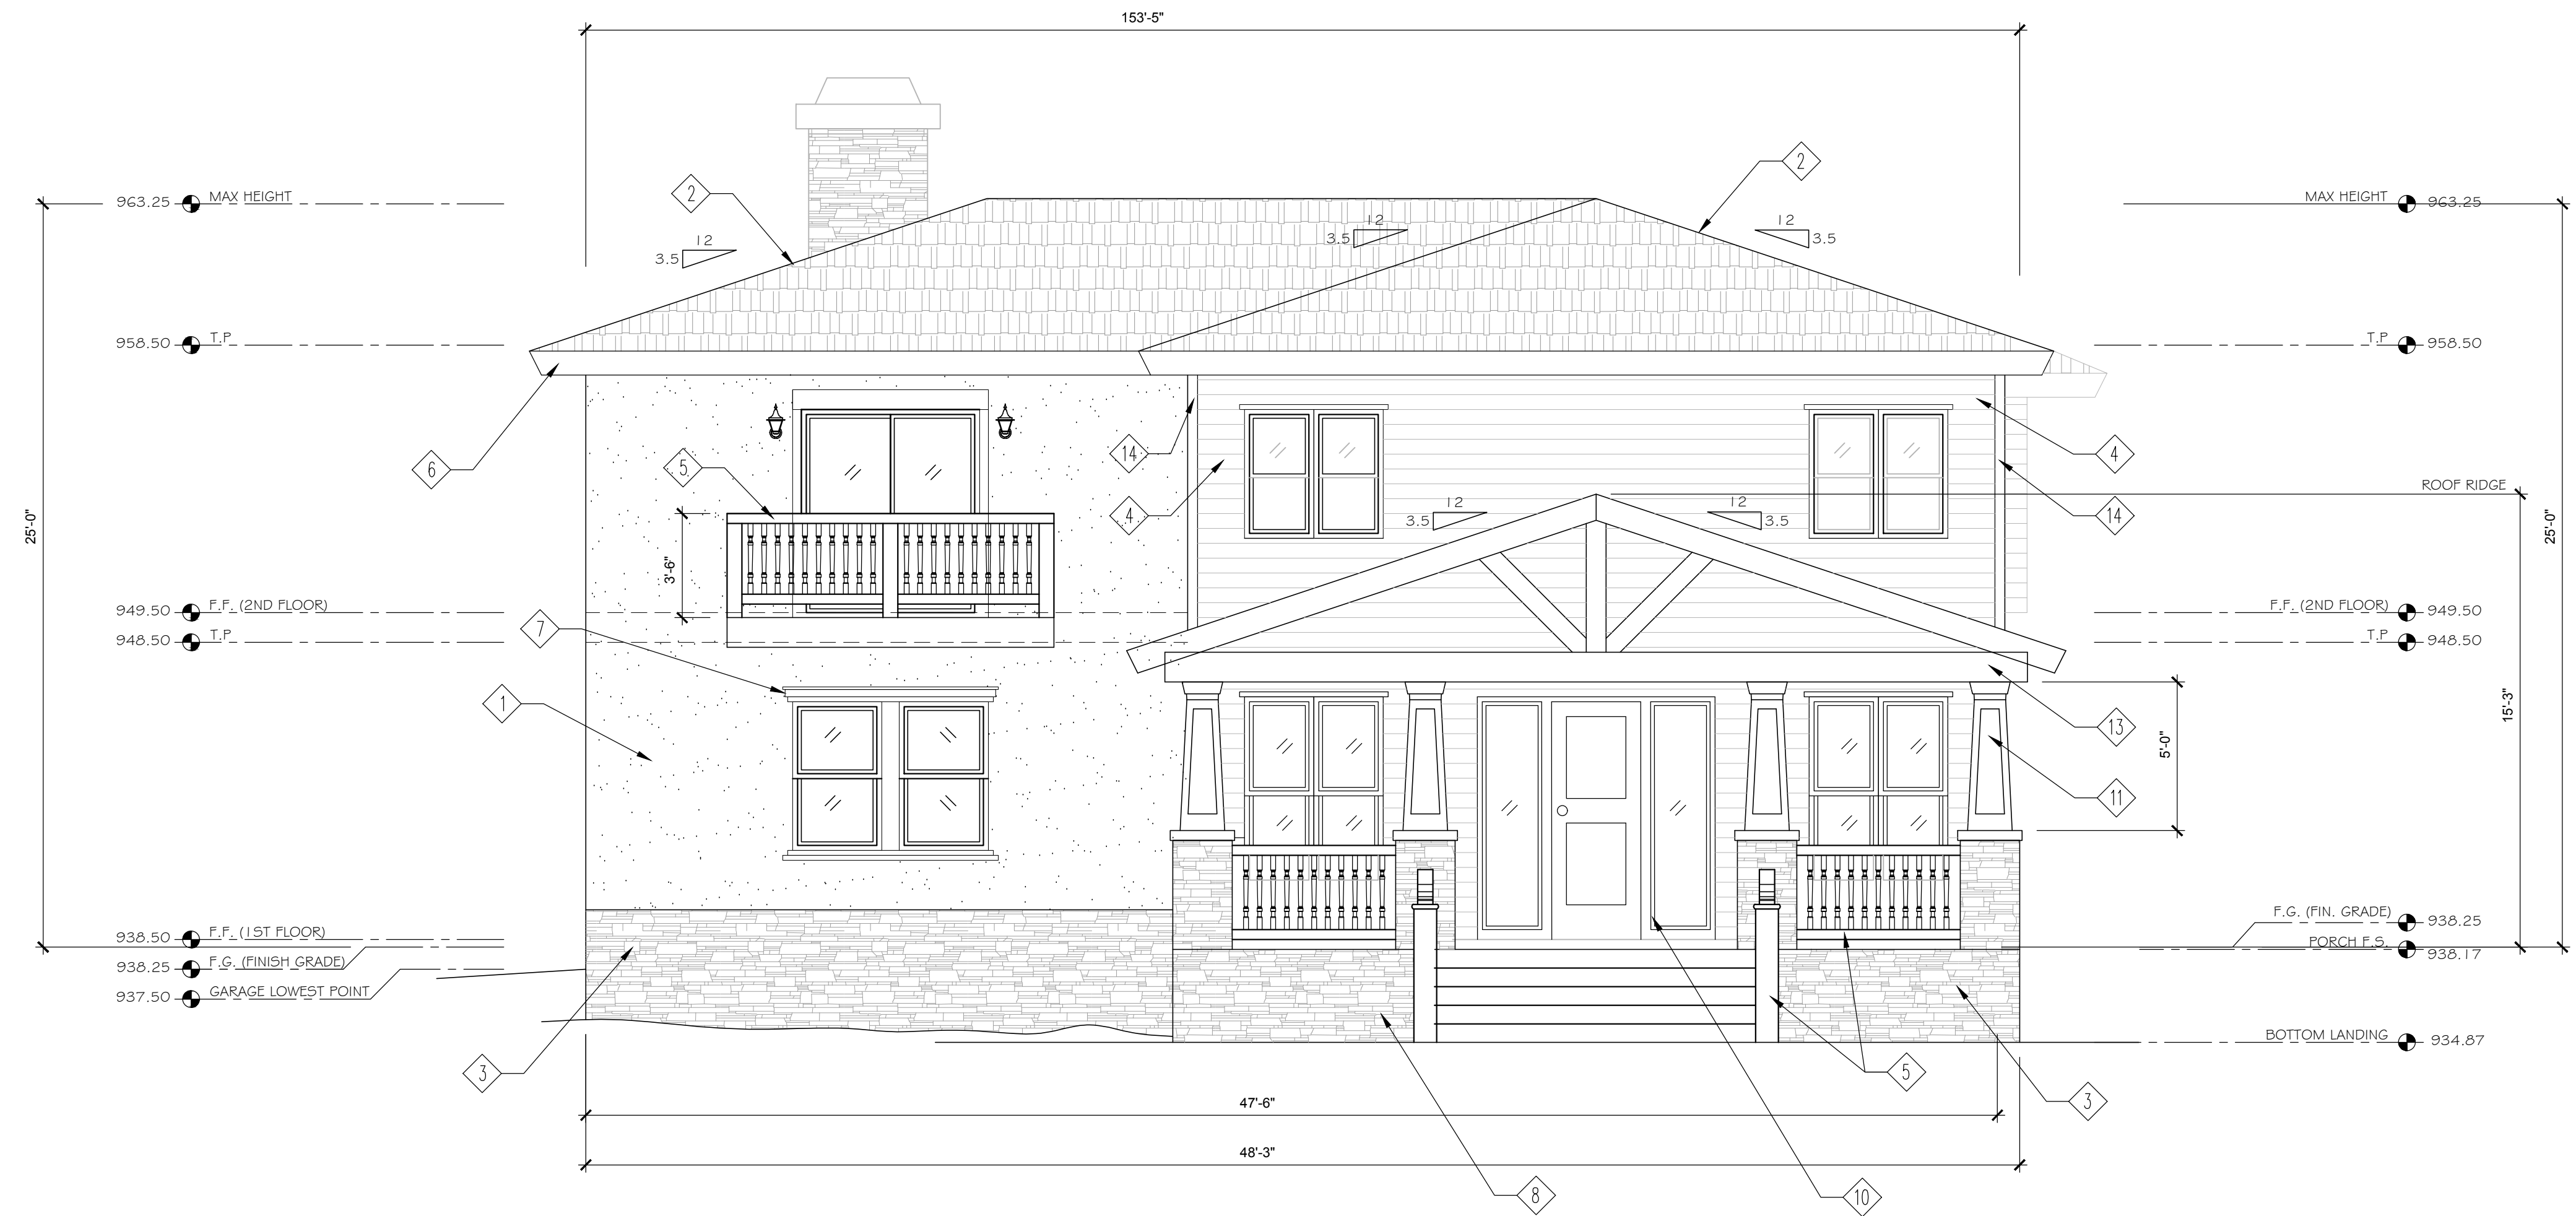 153'-5"
2
2
963.25 MAX HEIGHT
MAX HEIGHT 963.25
12
3.5
12
3.5
12
3.5
958.50 T.P
T.P 958.50
6
5
14
4
4
14
ROOF RIDGE
12
3.5
12
3.5
25'-0"
25'-0"
3'-6"
949.50 F.F. (2ND FLOOR)
F.F. (2ND FLOOR) 949.50
7
948.50 T.P
T.P 948.50
1
13
15'-3"
5'-0"
11
938.50 F.F. (1ST FLOOR)
F.G. (FIN. GRADE) 938.25
938.25 F.G. (FINISH GRADE)
PORCH F.S. 938.17
937.50 GARAGE LOWEST POINT
BOTTOM LANDING 934.87
3
5
3
47'-6"
48'-3"
8
10